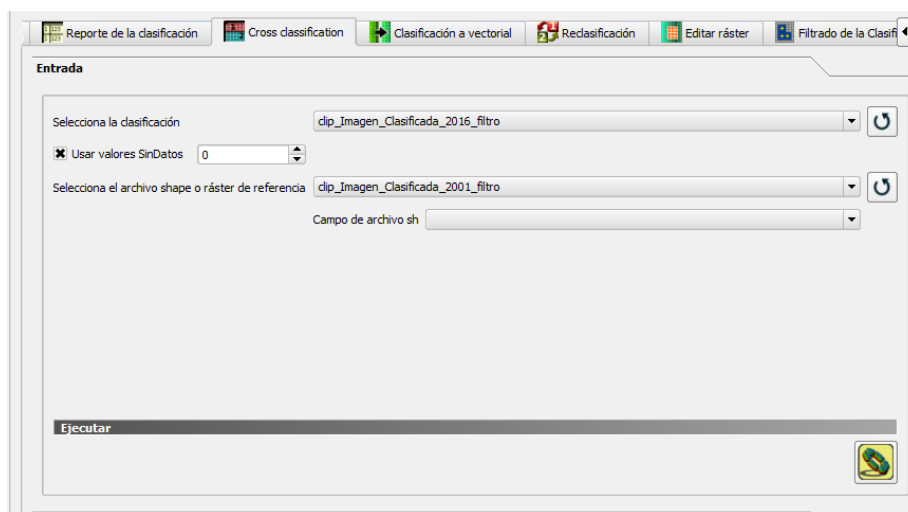 Reporte de la clasificación
Cross classification
Clasificación a vectorial
Reclasificación
Editar ráster
Filtrado de la Clasifi
Entrada
Selecciona la clasificación
clip_Imagen_Clasificada_2016_filtro
Usar valores SinDatos
0
Selecciona el archivo shape o ráster de referencia
clip_Imagen_Clasificada_2001_filtro
Campo de archivo sh
Ejecutar